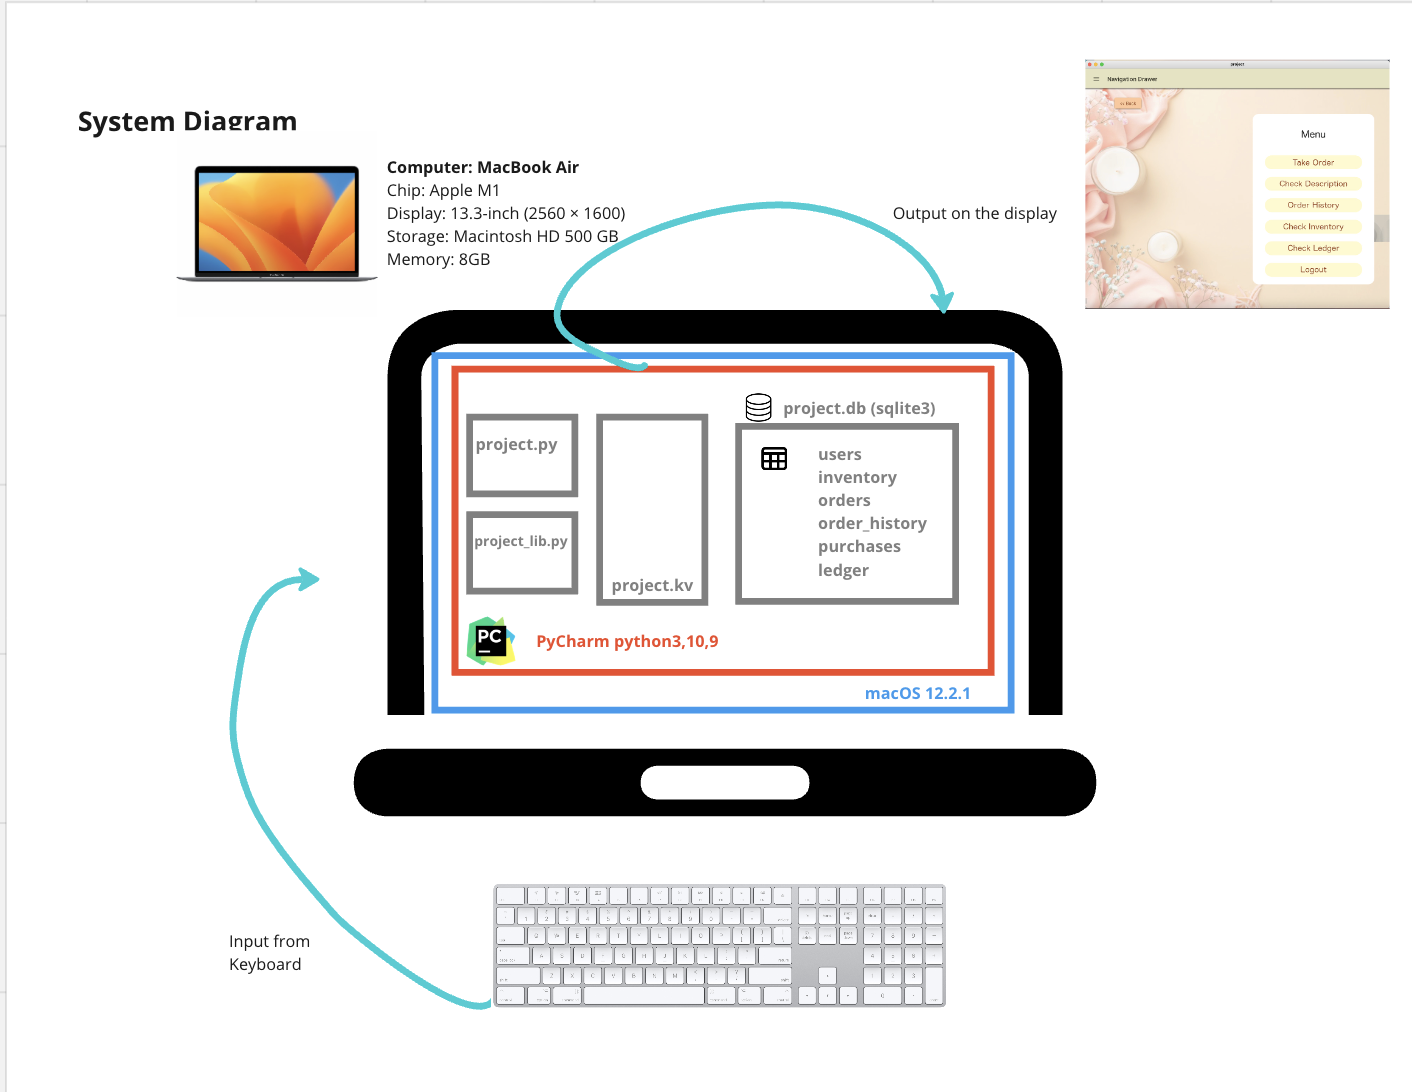 System Diagram
Computer: MacBook Air
Chip: Apple M1
Display: 13.3-inch (2560 × 1600)
Storage: Macintosh HD 500 GB
Memory: 8GB
Output on the display
project
Navigation Drawer
<< Back
Menu
Take Order
Check Description
Order History
Check Inventory
Check Ledger
Logout
project.py
project_lib.py
project.kv
project.db (sqlite3)
users
inventory
orders
order_history
purchases
ledger
PC
PyCharm python3,10,9
macOS 12.2.1
Input from
Keyboard